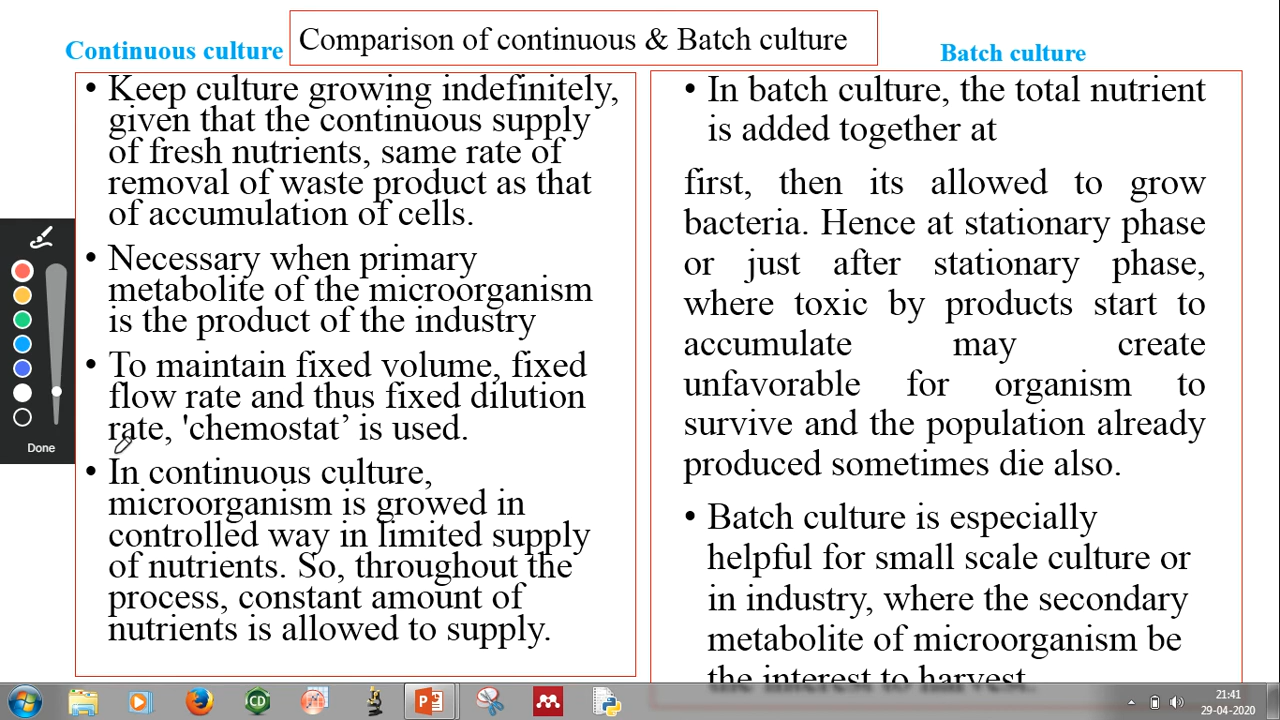 Comparison of continuous & Batch culture
Continuous culture
• Keep culture growing indefinitely,
given that the continuous supply
of fresh nutrients, same rate of
removal of waste product as that
of accumulation of cells.
• Necessary when primary
metabolite of the microorganism
is the product of the industry
• To maintain fixed volume, fixed
flow rate and thus fixed dilution
rate, 'chemostat’ is used.
• In continuous culture,
microorganism is growed in
controlled way in limited supply
of nutrients. So, throughout the
process, constant amount of
nutrients is allowed to supply.
Batch culture
• In batch culture, the total nutrient
is added together at
first, then its allowed to grow
bacteria. Hence at stationary phase
or just after stationary phase,
where toxic by products start to
accumulate may create
unfavorable for organism to
survive and the population already
produced sometimes die also.
• Batch culture is especially
helpful for small scale culture or
in industry, where the secondary
metabolite of microorganism be
the interest to harvest
Done
CD
P
21:41
29-04-2020